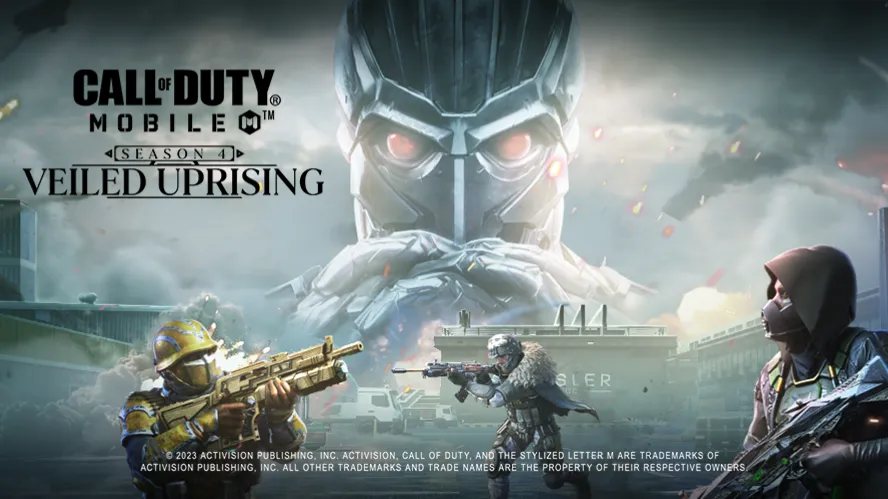 CALL OF DUTY®
MOBILE M™
SEASON 4
VEILED UPRISING
© 2023 ACTIVISION PUBLISHING, INC. ACTIVISION, CALL OF DUTY, AND THE STYLIZED LETTER M ARE TRADEMARKS OF
ACTIVISION PUBLISHING, INC. ALL OTHER TRADEMARKS AND TRADE NAMES ARE THE PROPERTY OF THEIR RESPECTIVE OWNERS.